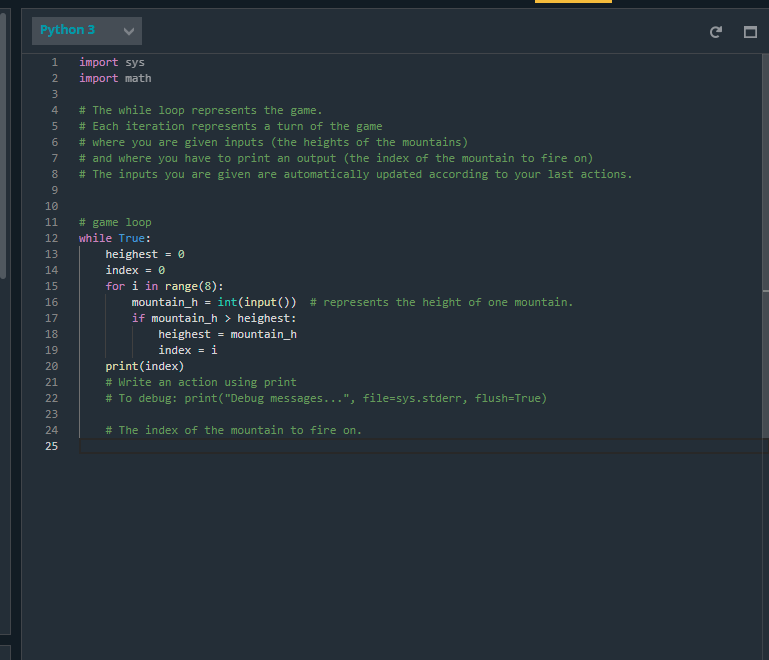 Python 3
1 import sys
2 import math
3
4 # The while loop represents the game.
5 # Each iteration represents a turn of the game
6 # where you are given inputs (the heights of the mountains)
7 # and where you have to print an output (the index of the mountain to fire on)
8 # The inputs you are given are automatically updated according to your last actions.
9
10
11 # game loop
12 while True:
13     heighest = 0
14     index = 0
15     for i in range(8):
16         mountain_h = int(input())  # represents the height of one mountain.
17         if mountain_h > heighest:
18             heighest = mountain_h
19             index = i
20     print(index)
21     # Write an action using print
22     # To debug: print("Debug messages...", file=sys.stderr, flush=True)
23
24     # The index of the mountain to fire on.
25